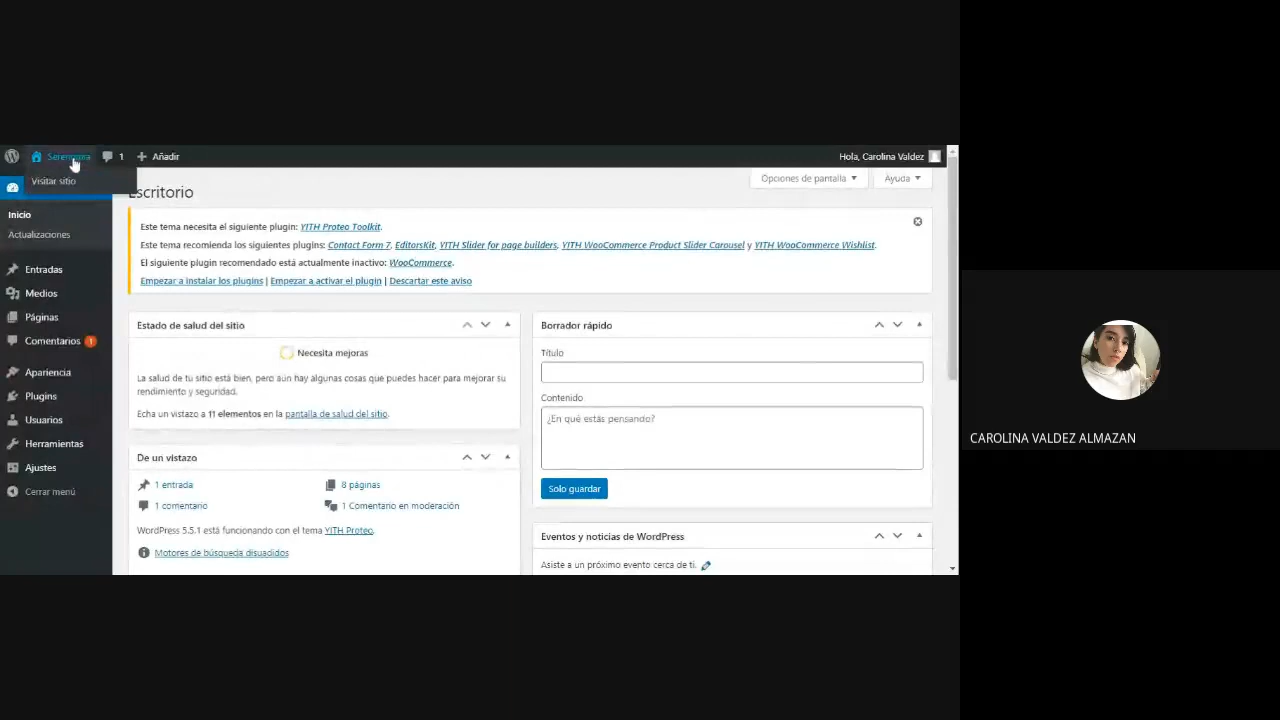 1 Añadir
Hola, Carolina Valdez
Visitar sitio
Escritorio
Opciones de pantalla
Ayuda
Inicio
Actualizaciones
Entradas
Medios
Páginas
Comentarios 1
Apariencia
Plugins
Usuarios
Herramientas
Ajustes
Cerrar menú
Este tema necesita el siguiente plugin: YITH Proteo Toolkit.
Este tema recomienda los siguientes plugins: Contact Form 7, EditorsKit, YITH Slider for page builders, YITH WooCommerce Product Slider Carousel y YITH WooCommerce Wishlist.
El siguiente plugin recomendado está actualmente inactivo: WooCommerce.
Empezar a instalar los plugins | Empezar a activar el plugin | Descartar este aviso
Estado de salud del sitio
Necesita mejoras
La salud de tu sitio está bien, pero aún hay algunas cosas que puedes hacer para mejorar su
rendimiento y seguridad.
Echa un vistazo a 11 elementos en la pantalla de salud del sitio.
De un vistazo
1 entrada
8 páginas
1 comentario
1 Comentario en moderación
WordPress 5.5.1 está funcionando con el tema YITH Proteo.
Motores de búsqueda disuadidos
Borrador rápido
Título
Contenido
¿En qué estás pensando?
Solo guardar
Eventos y noticias de WordPress
Asiste a un próximo evento cerca de ti.
CAROLINA VALDEZ ALMAZAN